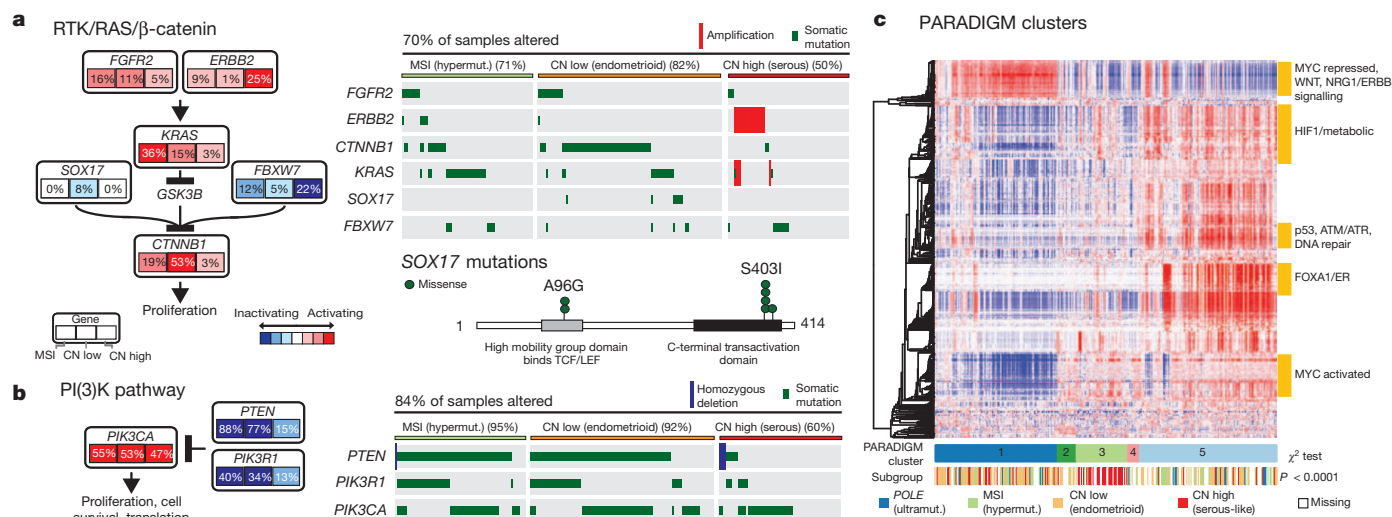 a
RTK/RAS/β-catenin
FGFR2
16% 11% 5%
ERBB2
9% 1% 25%
KRAS
36% 15% 3%
SOX17
0% 8% 0%
FBXW7
12% 5% 22%
GSK3B
CTNNB1
19% 53% 3%
Proliferation
Gene
MSI
CN low
CN high
Inactivating Activating
70% of samples altered
Amplification
Somatic
mutation
MSI (hypermut.) (71%)
CN low (endometrioid) (82%)
CN high (serous) (50%)
FGFR2
ERBB2
CTNNB1
KRAS
SOX17
FBXW7
SOX17 mutations
Missense
A96G
S403I
1
414
High mobility group domain
binds TCF/LEF
C-terminal transactivation
domain
b
PI(3)K pathway
PTEN
88% 77% 15%
PIK3CA
55% 53% 47%
PIK3R1
40% 34% 13%
Proliferation, cell
survival, translation
84% of samples altered
Homozygous
deletion
Somatic
mutation
MSI (hypermut.) (95%)
CN low (endometrioid) (92%)
CN high (serous) (60%)
PTEN
PIK3R1
PIK3CA
c
PARADIGM clusters
MYC repressed,
WNT, NRG1/ERBB
signalling
HIF1/metabolic
p53, ATM/ATR,
DNA repair
FOXA1/ER
MYC activated
PARADIGM
cluster
1 2 3 4 5
χ² test
Subgroup
P < 0.0001
POLE
(ultramut.)
MSI
(hypermut.)
CN low
(endometrioid)
CN high
(serous-like)
Missing